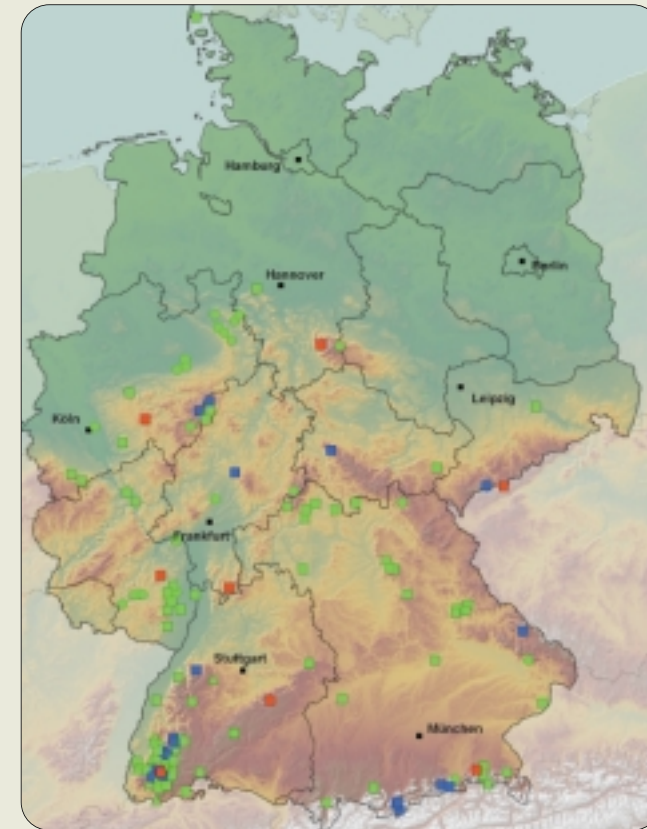 Hamburg
Hannover
Berlin
Leipzig
Köln
Frankfurt
Stuttgart
München